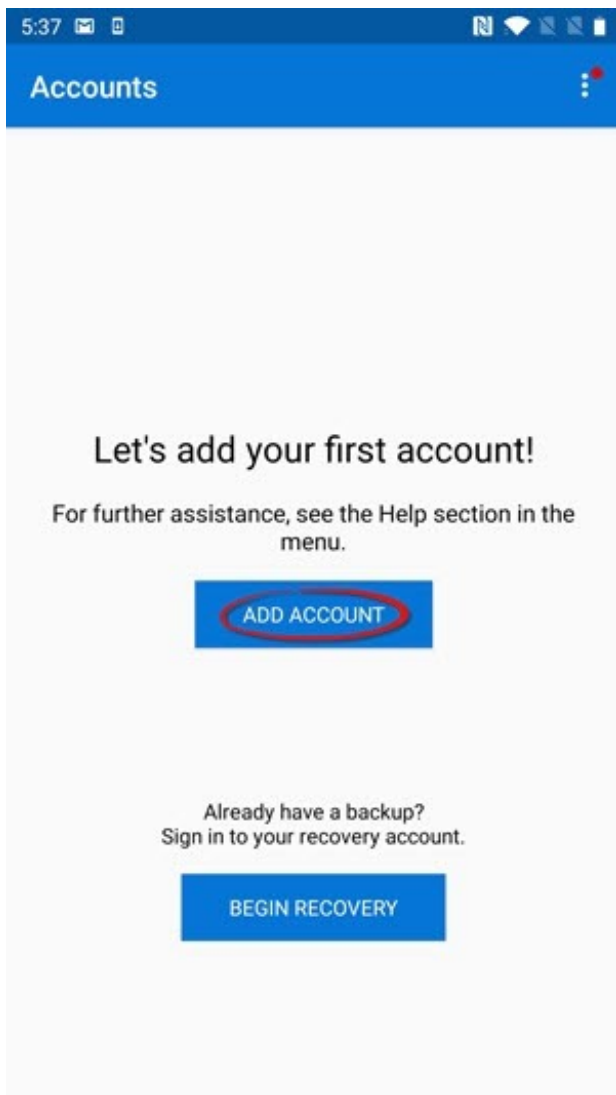 5:37
Accounts
Let's add your first account!
For further assistance, see the Help section in the
menu.
ADD ACCOUNT
Already have a backup?
Sign in to your recovery account.
BEGIN RECOVERY